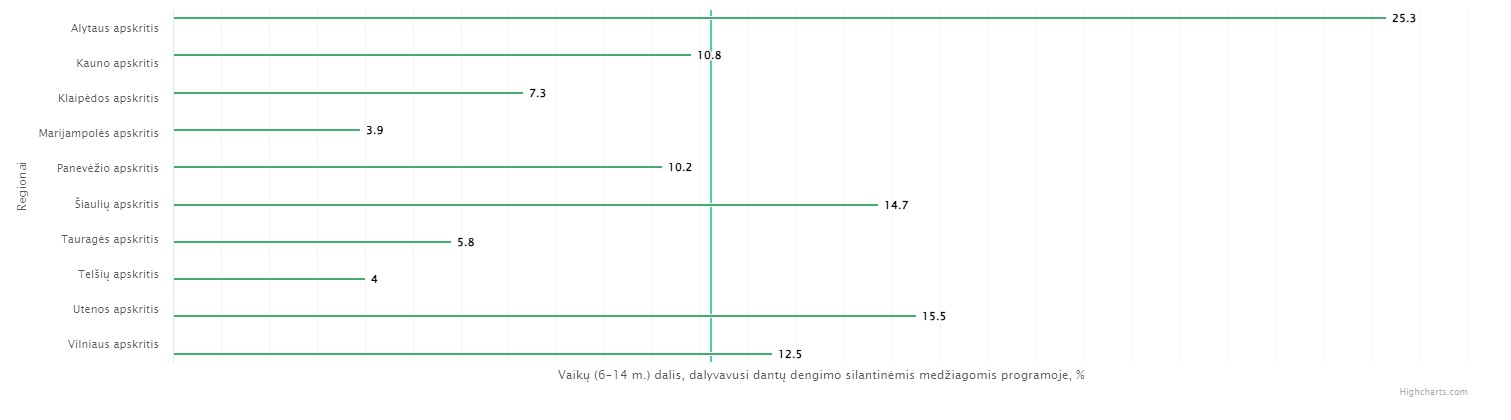 Regionai
Alytaus apskritis
25.3
Kauno apskritis
10.8
Klaipėdos apskritis
7.3
Marijampolės apskritis
3.9
Panevėžio apskritis
10.2
Šiaulių apskritis
14.7
Tauragės apskritis
5.8
Telšių apskritis
4
Utenos apskritis
15.5
Vilniaus apskritis
12.5
Vaikų (6–14 m.) dalis, dalyvavusi dantų dengimo silantinėmis medžiagomis programoje, %
Highcharts.com